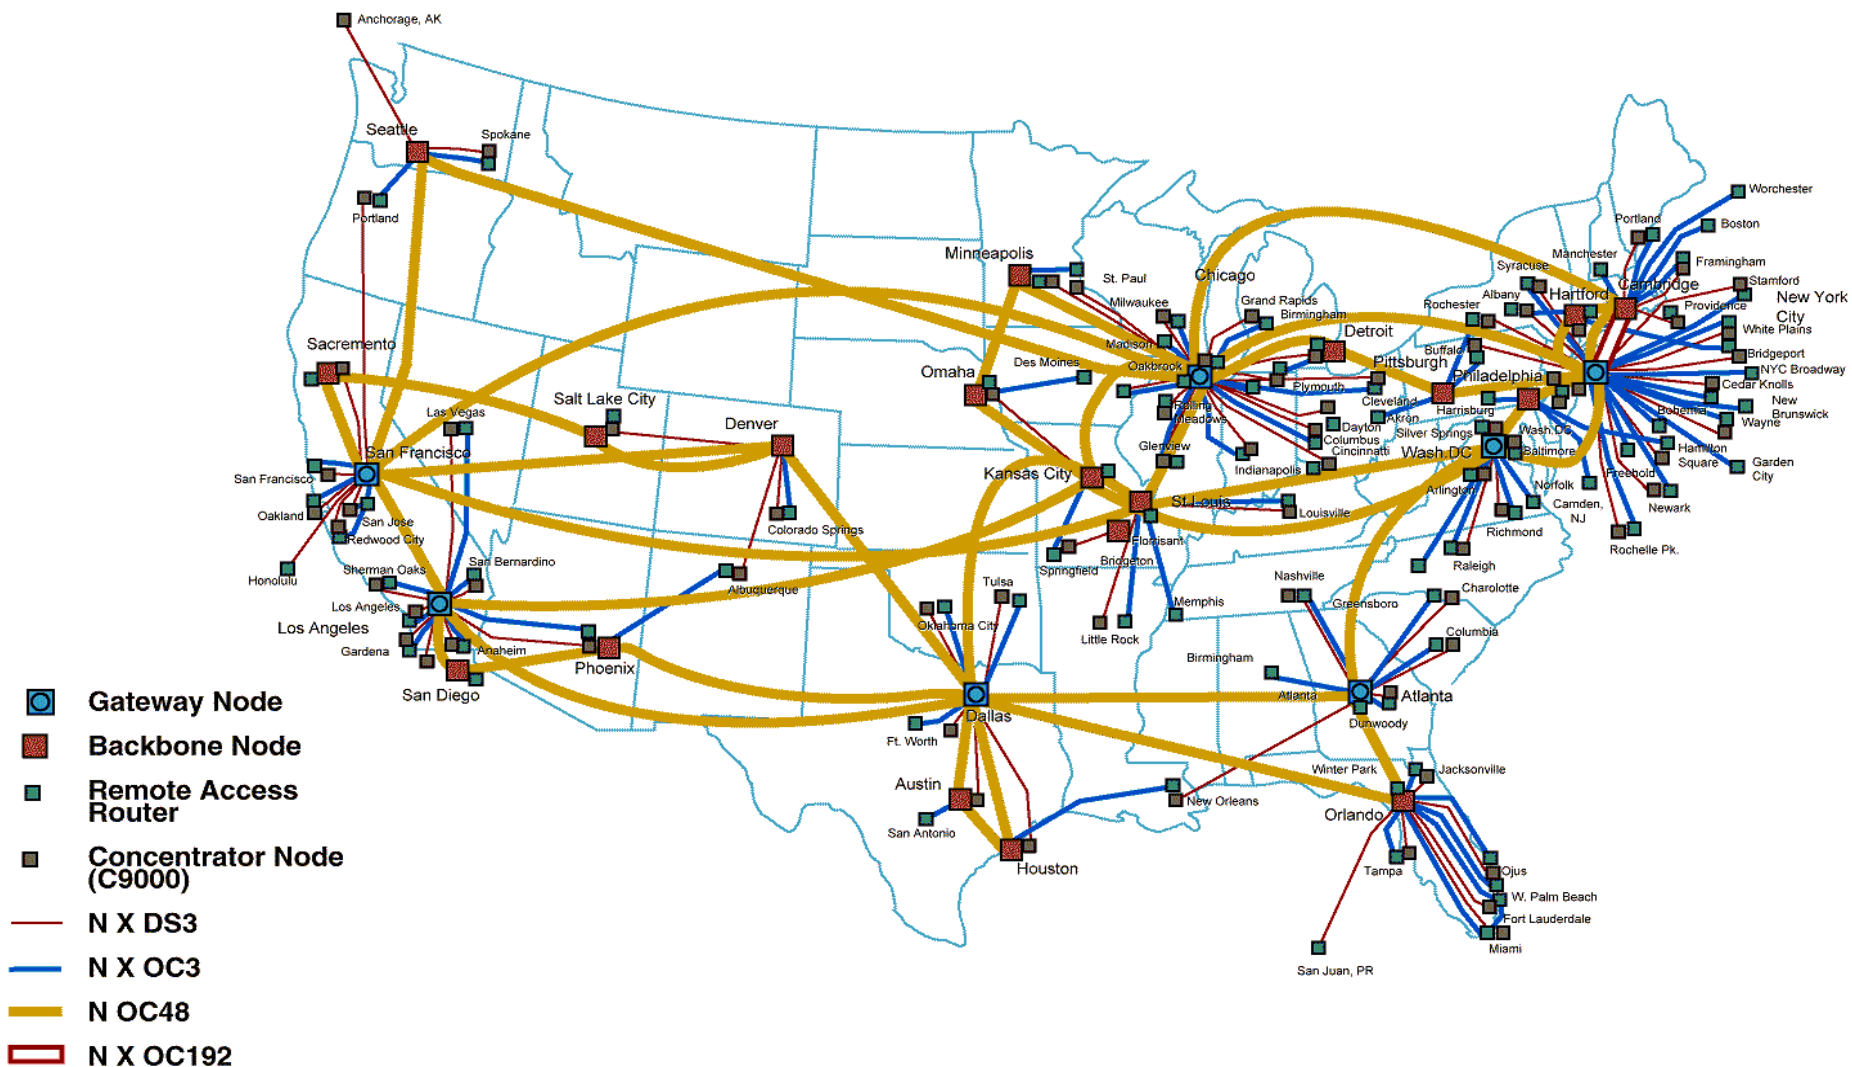 Anchorage, AK
Seattle
Spokane
Portland
Worchester
Portland
Boston
Minneapolis
St. Paul
Chicago
Manchester
Syracuse
Framingham
Cambridge
Stamford
Hartford
Albany
Providence
New York
City
Milwaukee
Grand Rapids
Birmingham
Rochester
White Plains
Detroit
Sacremento
Madison
Buffalo
Bridgeport
Des Moines
Oakbrook
Pittsburgh
Omaha
Philadelphia
NYC Broadway
Plymouth
Cedar Knolls
Salt Lake City
Cleveland
New
Brunswick
Las Vegas
Rolling
Meadows
Akron
Harrisburg
Bohemia
Denver
Dayton
Silver Springs
Wash.DC
Wayne
Columbus
Cincinnatti
San Francisco
Glenview
Wash.DC
Baltimore
Hamilton
Square
Indianapolis
San Francisco
Kansas City
Freehold
Garden
City
Arlington
Norfolk
St Louis
Camden,
NJ
Newark
Oakland
San Jose
Louisville
Colorado Springs
Redwood City
Richmond
Florissant
Rochelle Pk.
Bridgeton
Springfield
Raleigh
San Bernardino
Honolulu
Sherman Oaks
Albuquerque
Tulsa
Nashville
Greensboro
Charolotte
Los Angeles
Memphis
Oklahoma City
Los Angeles
Little Rock
Columbia
Gardena
Anaheim
Birmingham
Phoenix
San Diego
Atlanta
Atlanta
Dallas
Dunwoody
Ft. Worth
Winter Park
Jacksonville
Austin
New Orleans
Orlando
San Antonio
Houston
Tampa
Ojus
W. Palm Beach
Fort Lauderdale
Miami
San Juan, PR
Gateway Node
Backbone Node
Remote Access
Router
Concentrator Node
(C9000)
N X DS3
N X OC3
N OC48
N X OC192